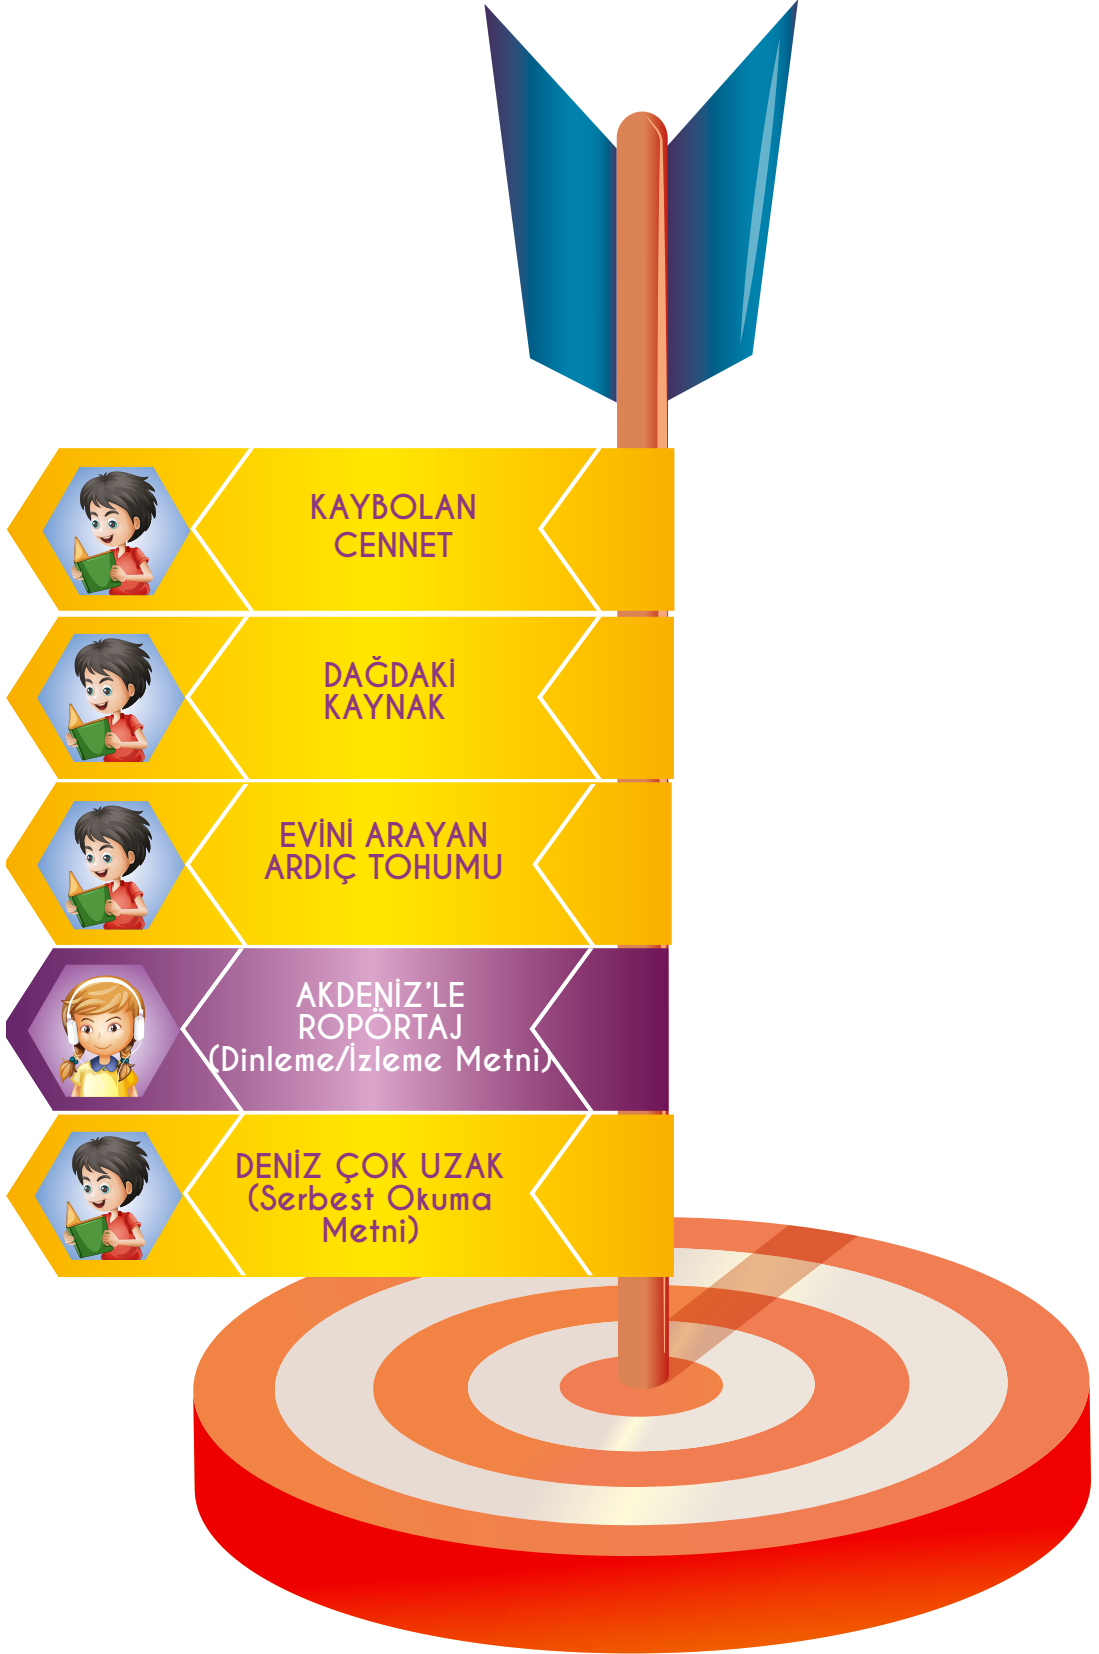 KAYBOLAN
CENNET
DAĞDAKİ
KAYNAK
EVİNİ ARAYAN
ARDIÇ TOHUMU
AKDENİZ’LE
ROPÖRTAJ
(Dinleme/İzleme Metni)
DENİZ ÇOK UZAK
(Serbest Okuma
Metni)